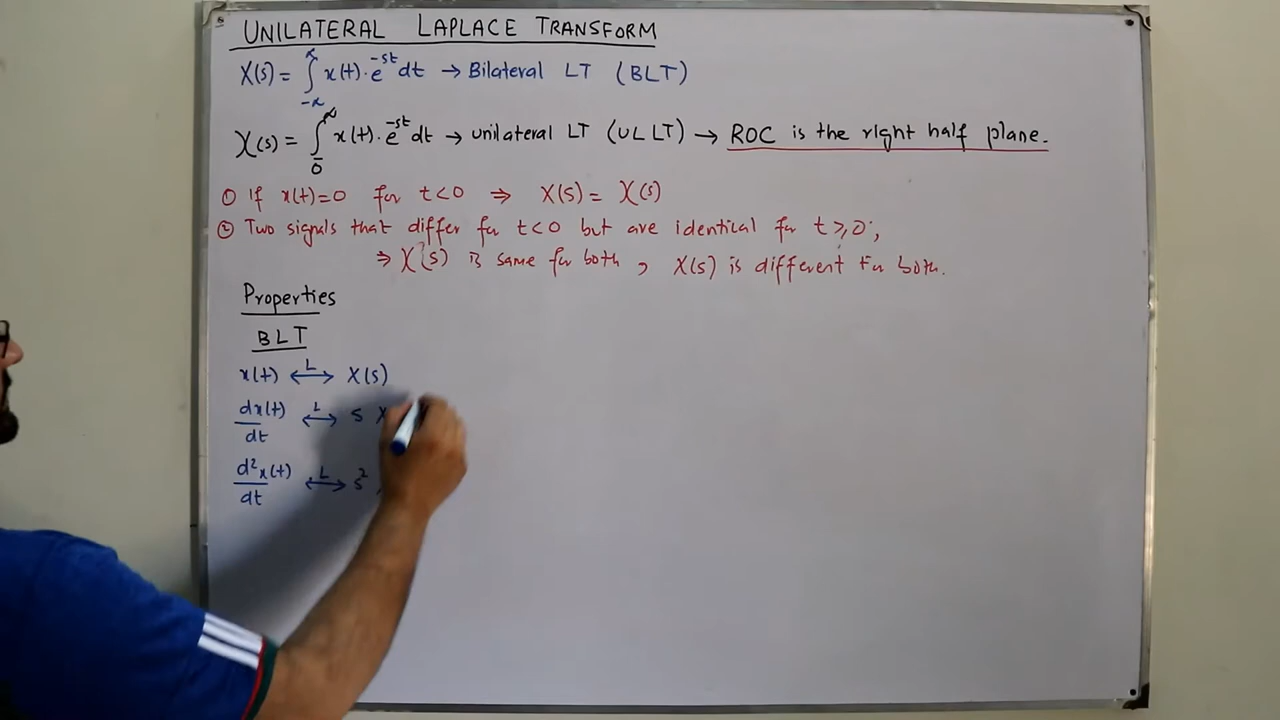 UNILATERAL LAPLACE TRANSFORM
X(s) = ∫_{-∞}^{∞} x(t)·e^{-st} dt → Bilateral LT (BLT)
𝒳(s) = ∫_{0⁻}^{∞} x(t)·e^{-st} dt → unilateral LT (ULLT) → ROC is the right half plane.
① If x(t)=0 for t<0 ⇒ X(s) = 𝒳(s)
② Two signals that differ for t<0 but are identical for t≥0;
⇒ 𝒳(s) is same for both, X(s) is different for both.
Properties
BLT
x(t) ⟷^L X(s)
dx(t)/dt ⟷^L s X
d²x(t)/dt ⟷^L s²